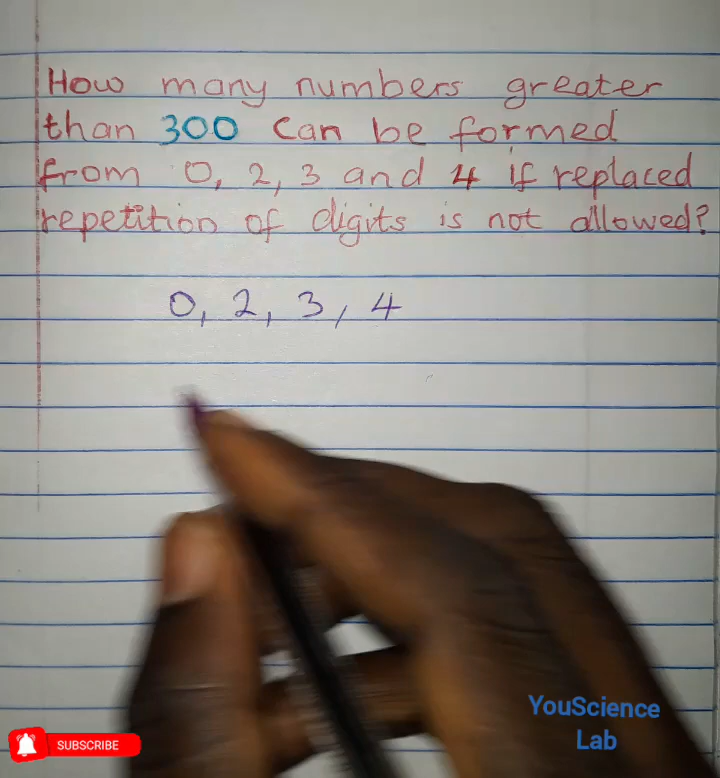 How many numbers greater
than 300 can be formed
from 0, 2, 3 and 4 if replaced
repetition of digits is not allowed?
0, 2, 3, 4
YouScience
Lab
SUBSCRIBE